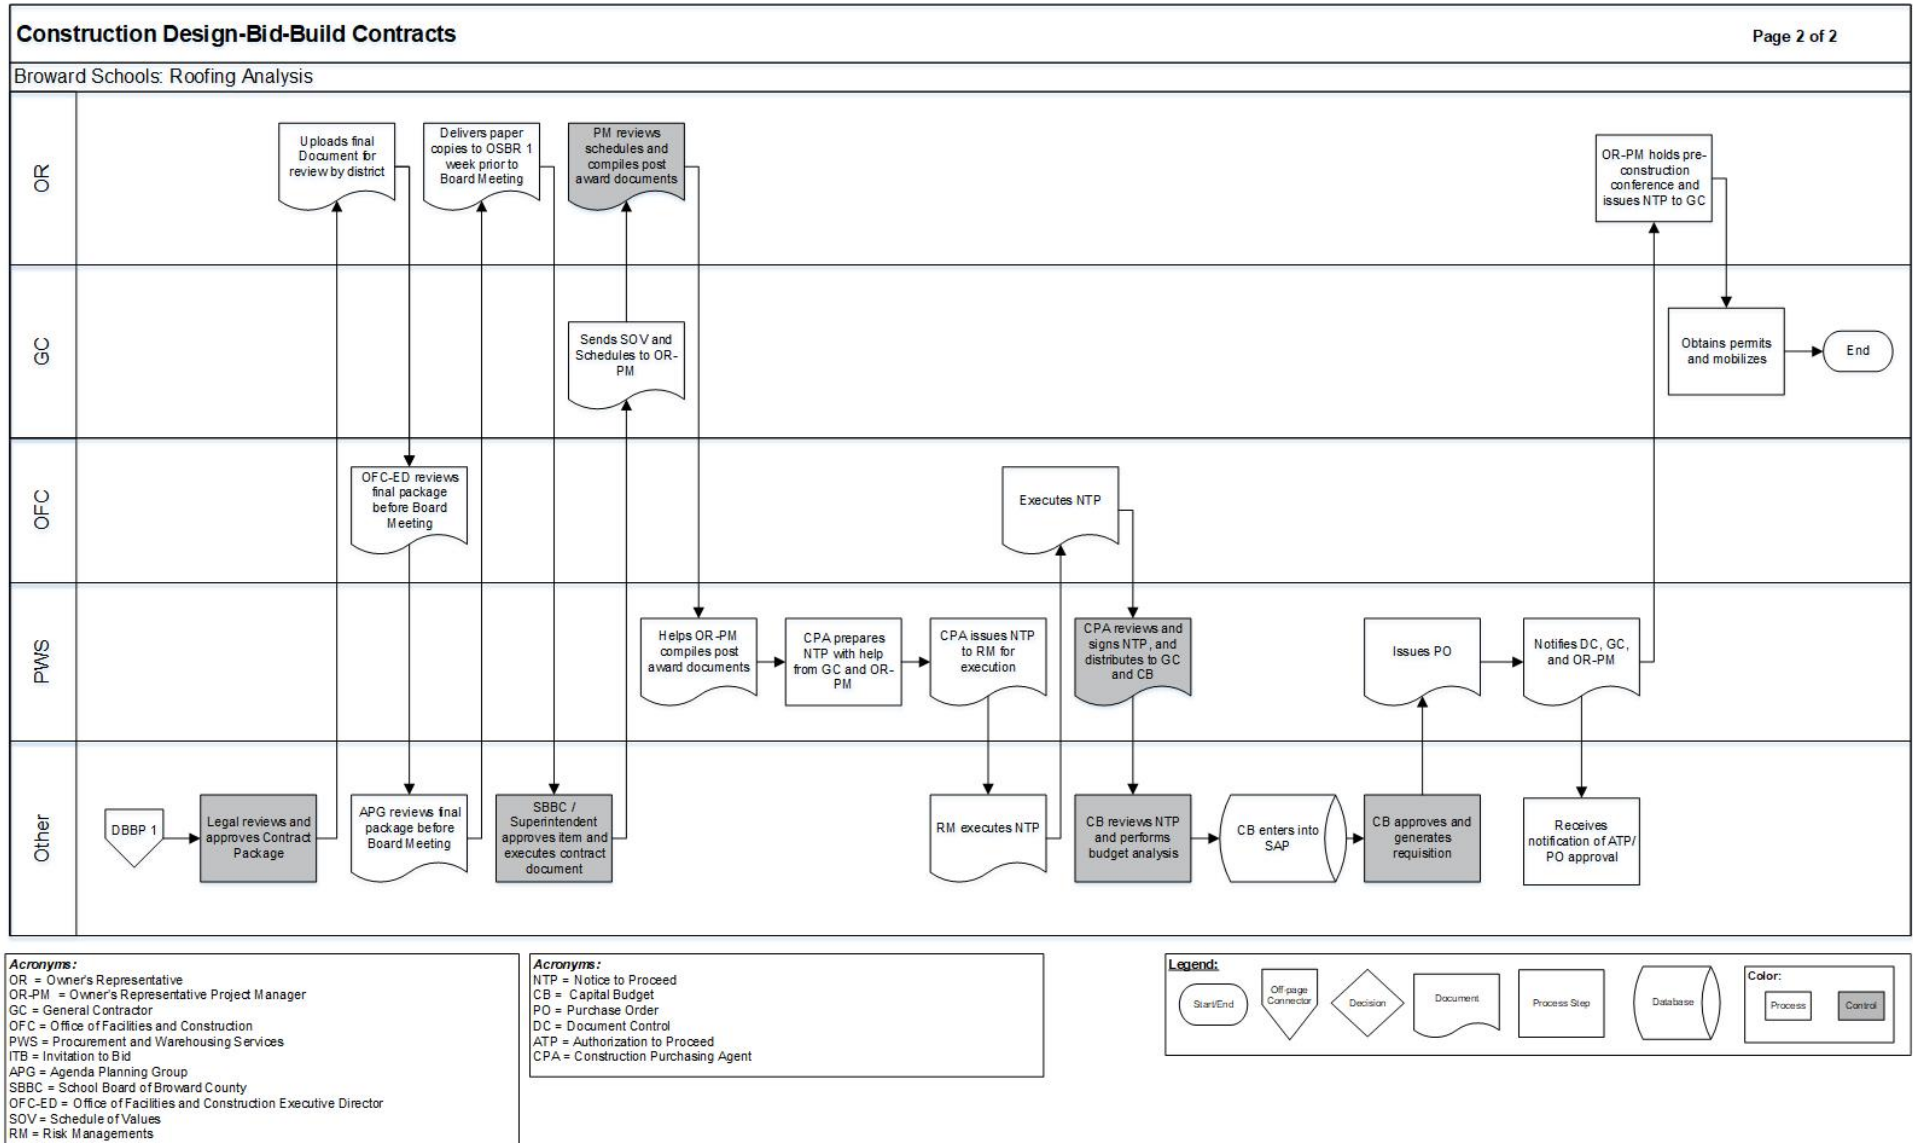 Construction Design-Bid-Build Contracts
Page 2 of 2
Broward Schools: Roofing Analysis
OR
Uploads final
Document for
review by district
Delivers paper
copies to OSBR 1
week prior to
Board Meeting
PM reviews
schedules and
compiles post
award documents
OR-PM holds pre-
construction
conference and
issues NTP to GC
GC
Sends SOV and
Schedules to OR-
PM
Obtains permits
and mobilizes
End
OFC
OFC-ED reviews
final package
before Board
Meeting
Executes NTP
PWS
Helps OR-PM
compiles post
award documents
CPA prepares
NTP with help
from GC and OR-
PM
CPA issues NTP
to RM for
execution
CPA reviews and
signs NTP, and
distributes to GC
and CB
Issues PO
Notifies DC, GC,
and OR-PM
Other
DBBP 1
Legal reviews and
approves Contract
Package
APG reviews final
package before
Board Meeting
SBBC /
Superintendent
approves item and
executes contract
document
RM executes NTP
CB reviews NTP
and performs
budget analysis
CB enters into
SAP
CB approves and
generates
requisition
Receives
notification of ATP/
PO approval
Acronyms:
OR = Owner's Representative
OR-PM = Owner's Representative Project Manager
GC = General Contractor
OFC = Office of Facilities and Construction
PWS = Procurement and Warehousing Services
ITB = Invitation to Bid
APG = Agenda Planning Group
SBBC = School Board of Broward County
OFC-ED = Office of Facilities and Construction Executive Director
SOV = Schedule of Values
RM = Risk Managements
Acronyms:
NTP = Notice to Proceed
CB = Capital Budget
PO = Purchase Order
DC = Document Control
ATP = Authorization to Proceed
CPA = Construction Purchasing Agent
Legend:
Start/End
Off-page
Connector
Decision
Document
Process Step
Database
Color:
Process
Control